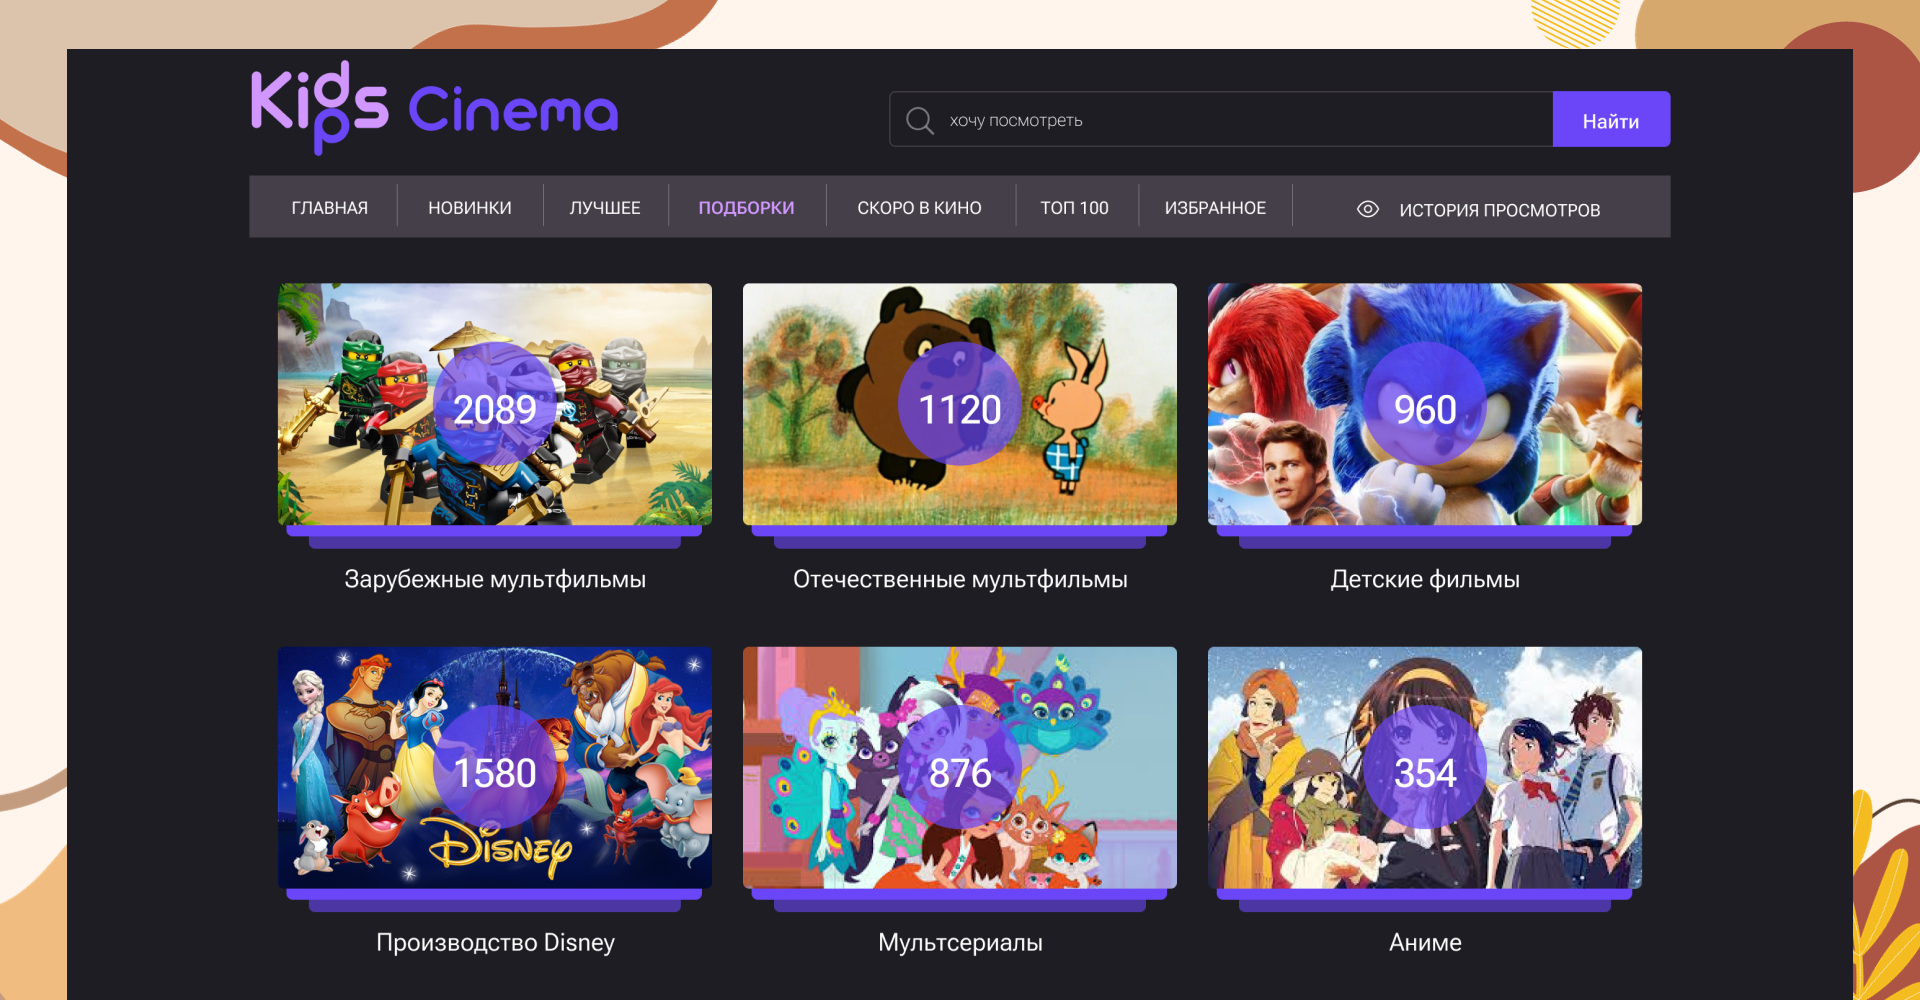 Kids Cinema
хочу посмотреть
Найти
ГЛАВНАЯ
НОВИНКИ
ЛУЧШЕЕ
ПОДБОРКИ
СКОРО В КИНО
ТОП 100
ИЗБРАННОЕ
ИСТОРИЯ ПРОСМОТРОВ
2089
1120
960
Зарубежные мультфильмы
Отечественные мультфильмы
Детские фильмы
1580
876
354
Disney
Производство Disney
Мультсериалы
Аниме